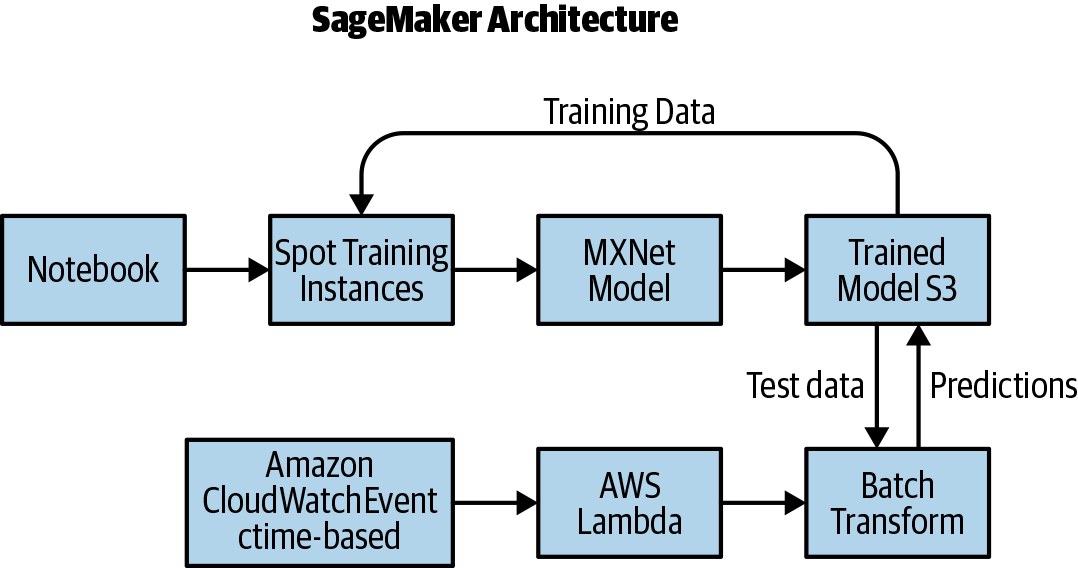 SageMaker Architecture
Training Data
Notebook
Spot Training
Instances
MXNet
Model
Trained
Model S3
Test data
Predictions
Amazon
CloudWatchEvent
ctime-based
AWS
Lambda
Batch
Transform